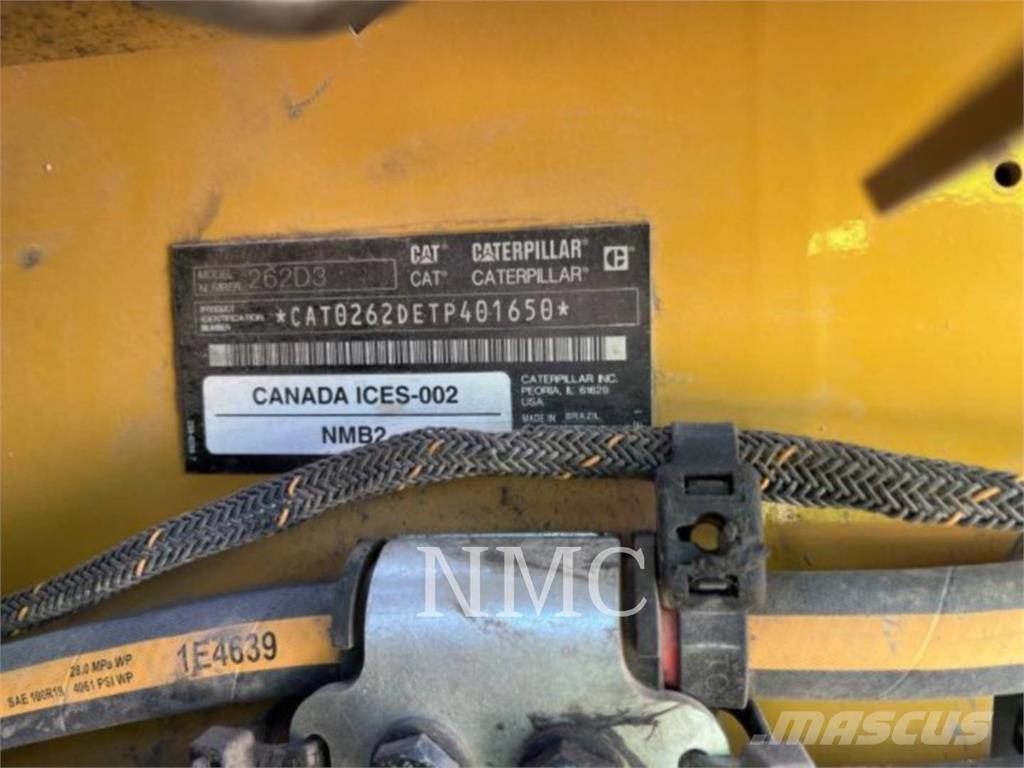 CAT CATERPILLAR
MODEL NUMBER 262D3 CAT CATERPILLAR
PRODUCT IDENTIFICATION NUMBER *CAT0262DETP401650*
CATERPILLAR INC.
PEORIA, IL 61629
USA
MADE IN BRAZIL
CANADA ICES-002
NMB2
NMC
1E4639
28.0 MPa WP
SAE 100R18 4061 PSI WP
MASCUS